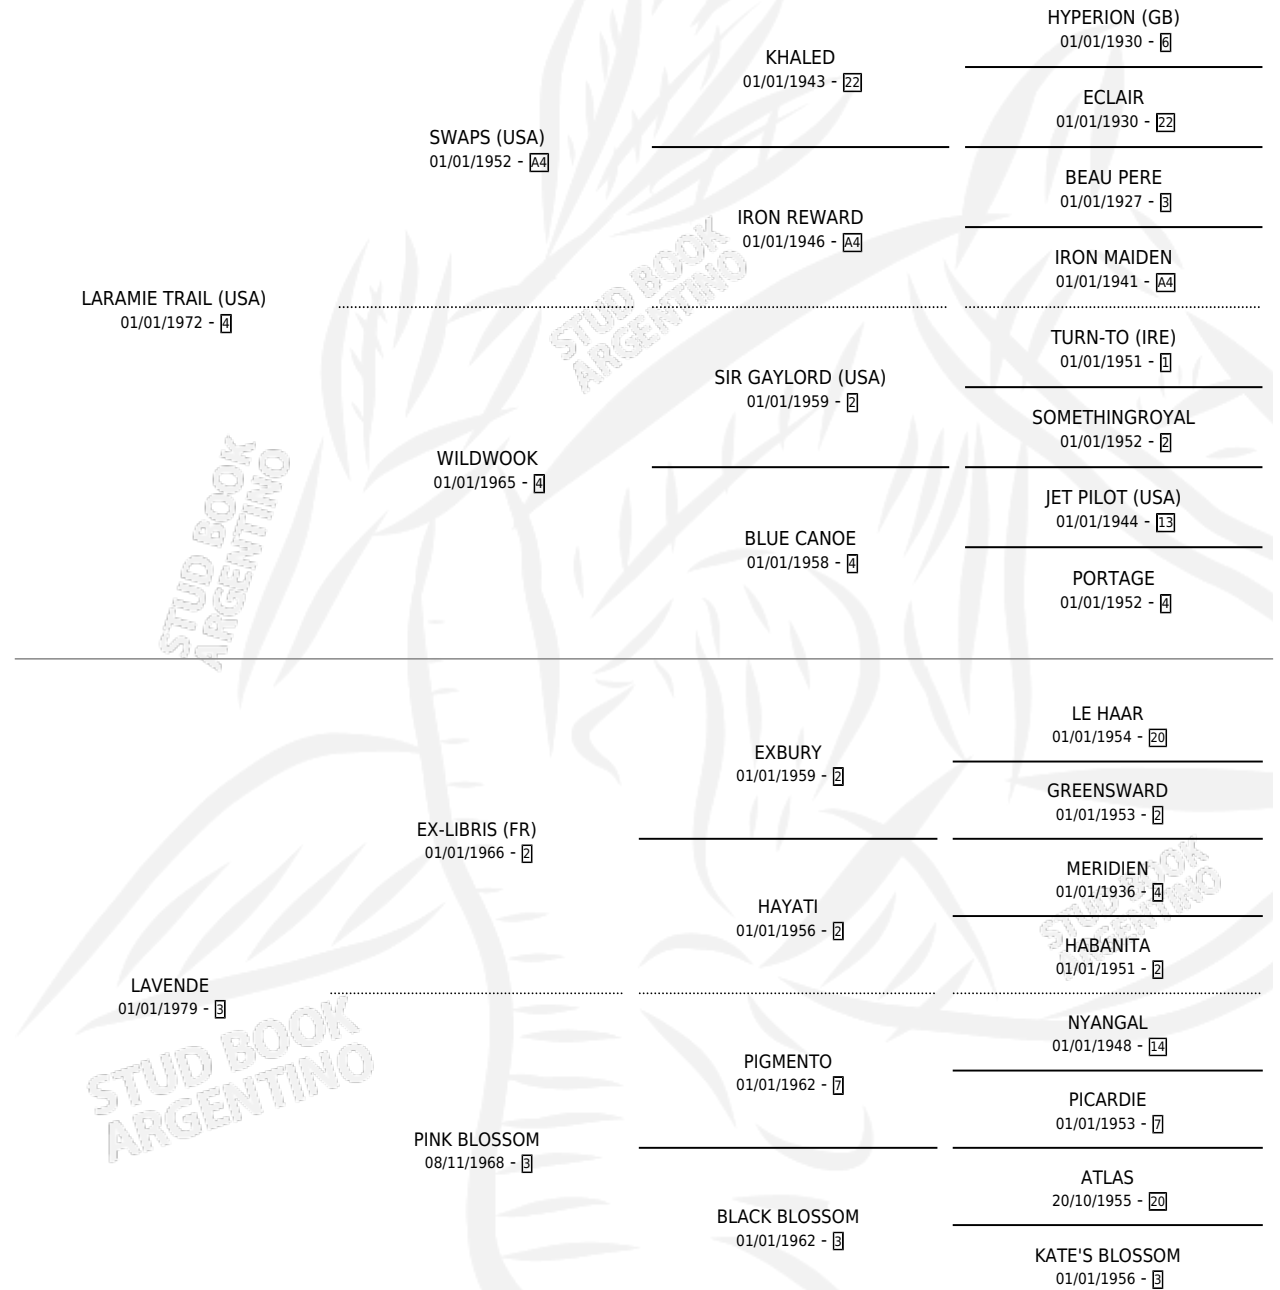 HYPERION (GB)
01/01/1930 - 6
KHALED
01/01/1943 - 22
ECLAIR
01/01/1930 - 22
SWAPS (USA)
01/01/1952 - A4
BEAU PERE
01/01/1927 - 3
IRON REWARD
01/01/1946 - A4
IRON MAIDEN
01/01/1941 - A4
LARAMIE TRAIL (USA)
01/01/1972 - 4
TURN-TO (IRE)
01/01/1951 - 1
SIR GAYLORD (USA)
01/01/1959 - 2
SOMETHINGROYAL
01/01/1952 - 2
WILDWOOK
01/01/1965 - 4
JET PILOT (USA)
01/01/1944 - 13
BLUE CANOE
01/01/1958 - 4
PORTAGE
01/01/1952 - 4
LE HAAR
01/01/1954 - 20
EXBURY
01/01/1959 - 2
GREENSWARD
01/01/1953 - 2
EX-LIBRIS (FR)
01/01/1966 - 2
MERIDIEN
01/01/1936 - 4
HAYATI
01/01/1956 - 2
HABANITA
01/01/1951 - 2
LAVENDE
01/01/1979 - 3
NYANGAL
01/01/1948 - 14
PIGMENTO
01/01/1962 - 7
PICARDIE
01/01/1953 - 7
PINK BLOSSOM
08/11/1968 - 3
ATLAS
20/10/1955 - 20
BLACK BLOSSOM
01/01/1962 - 3
KATE'S BLOSSOM
01/01/1956 - 3
STUD BOOK
ARGENTINO
STUD BOOK
ARGENTINO
STUD BOOK
ARGENTINO
STUD BOOK
ARGENTINO